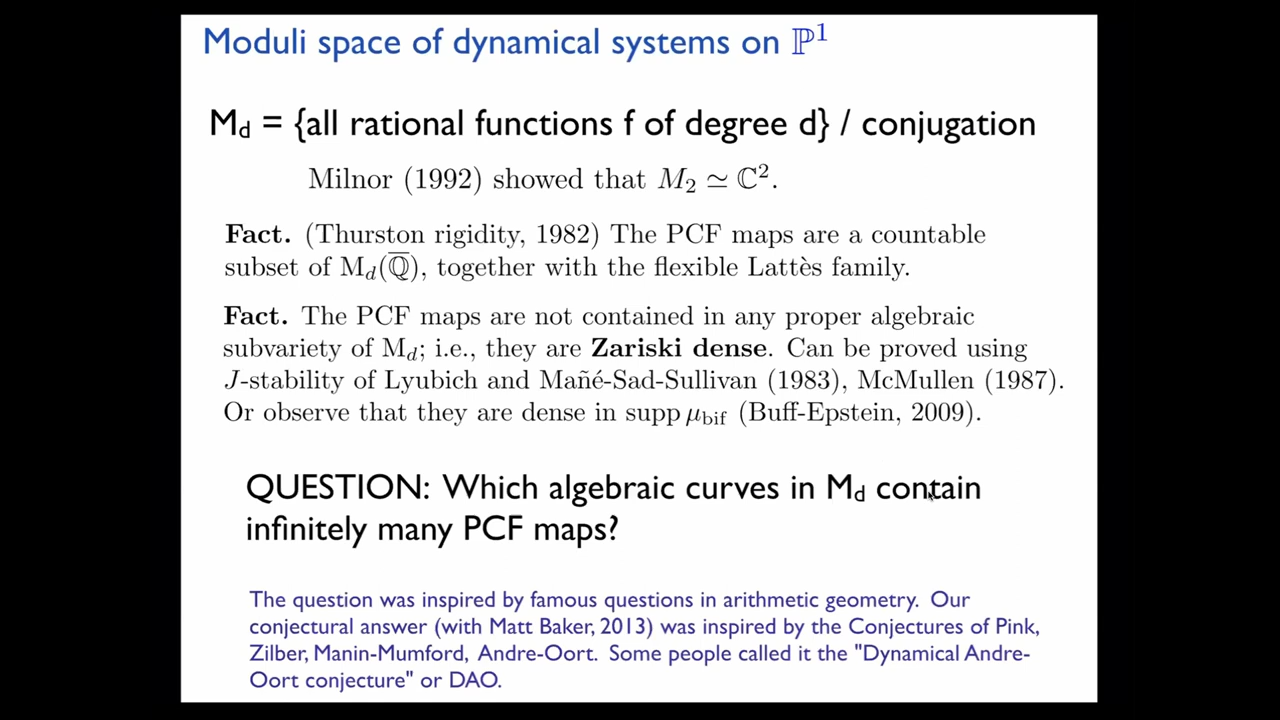 Moduli space of dynamical systems on ℙ¹
M_d = {all rational functions f of degree d} / conjugation
Milnor (1992) showed that M₂ ≃ ℂ².
Fact. (Thurston rigidity, 1982) The PCF maps are a countable
subset of M_d(ℚ̅), together with the flexible Lattès family.
Fact. The PCF maps are not contained in any proper algebraic
subvariety of M_d; i.e., they are Zariski dense. Can be proved using
J-stability of Lyubich and Mañé-Sad-Sullivan (1983), McMullen (1987).
Or observe that they are dense in supp μ_bif (Buff-Epstein, 2009).
QUESTION: Which algebraic curves in M_d contain
infinitely many PCF maps?
The question was inspired by famous questions in arithmetic geometry. Our
conjectural answer (with Matt Baker, 2013) was inspired by the Conjectures of Pink,
Zilber, Manin-Mumford, Andre-Oort. Some people called it the "Dynamical Andre-
Oort conjecture" or DAO.